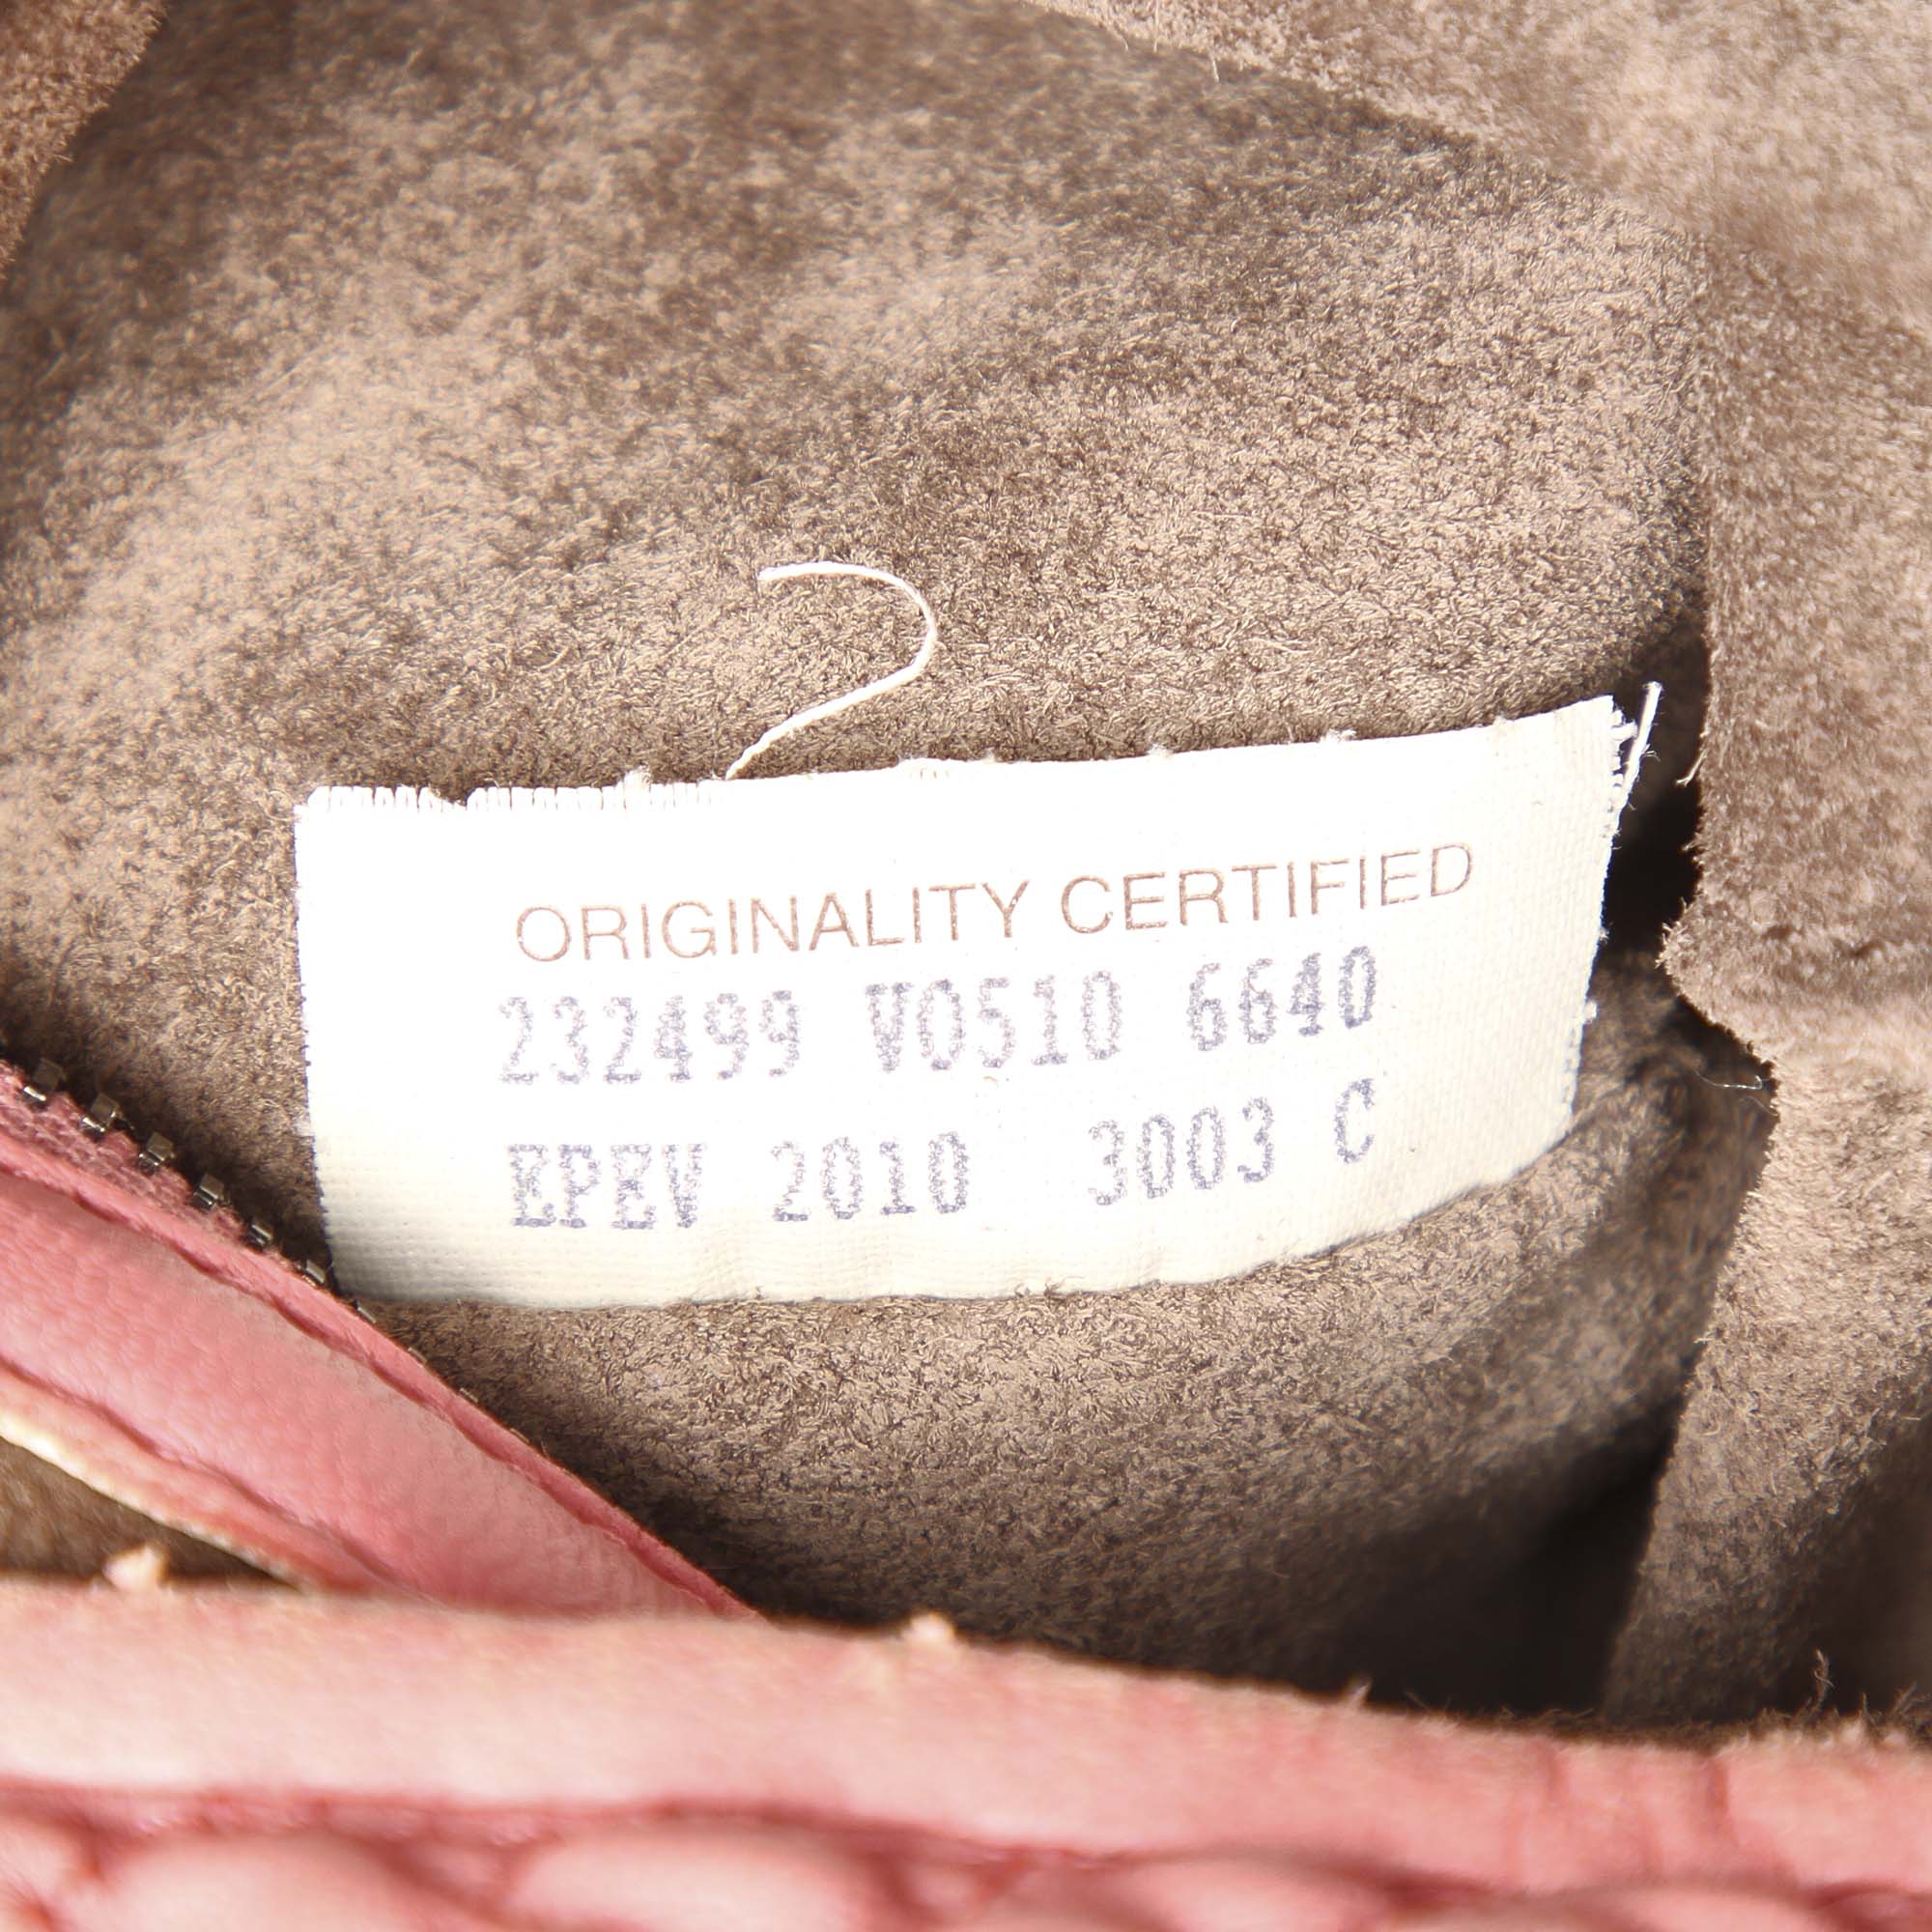 ORIGINALITY CERTIFIED
232499 V0510 6640
EPEV 2010 3003 C